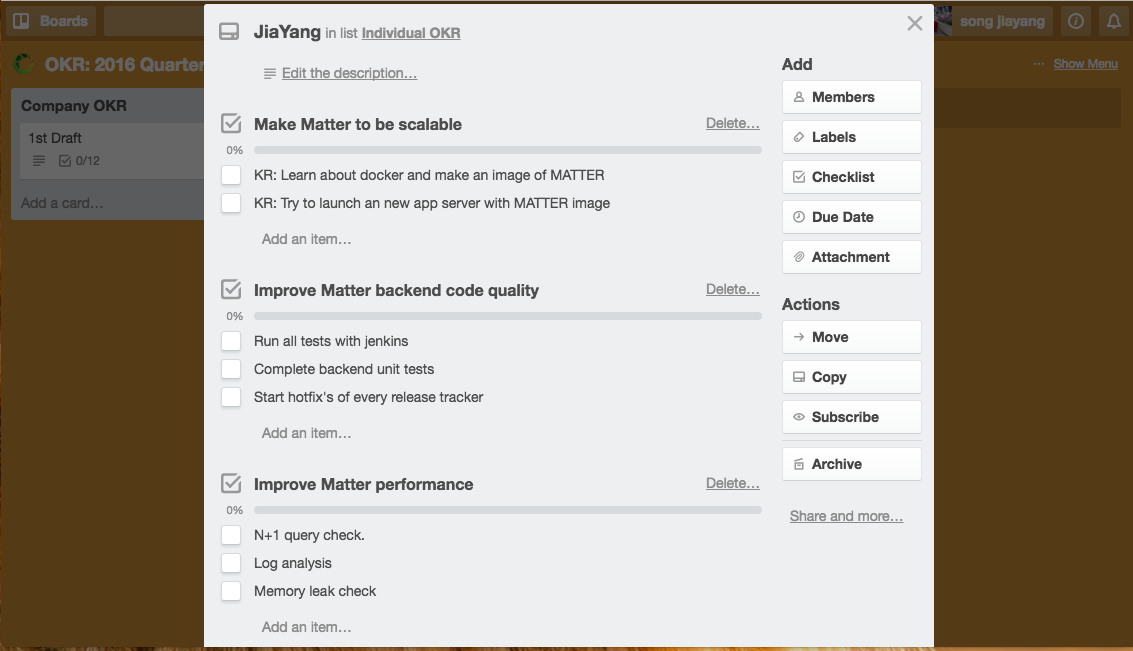 Boards
song jiayang
OKR: 2016 Quarter
Show Menu
Company OKR
1st Draft
0/12
Add a card…
JiaYang in list Individual OKR
Edit the description…
Make Matter to be scalable
Delete…
0%
KR: Learn about docker and make an image of MATTER
KR: Try to launch an new app server with MATTER image
Add an item…
Improve Matter backend code quality
Delete…
0%
Run all tests with jenkins
Complete backend unit tests
Start hotfix's of every release tracker
Add an item…
Improve Matter performance
Delete…
0%
N+1 query check.
Log analysis
Memory leak check
Add an item…
Add
Members
Labels
Checklist
Due Date
Attachment
Actions
Move
Copy
Subscribe
Archive
Share and more…